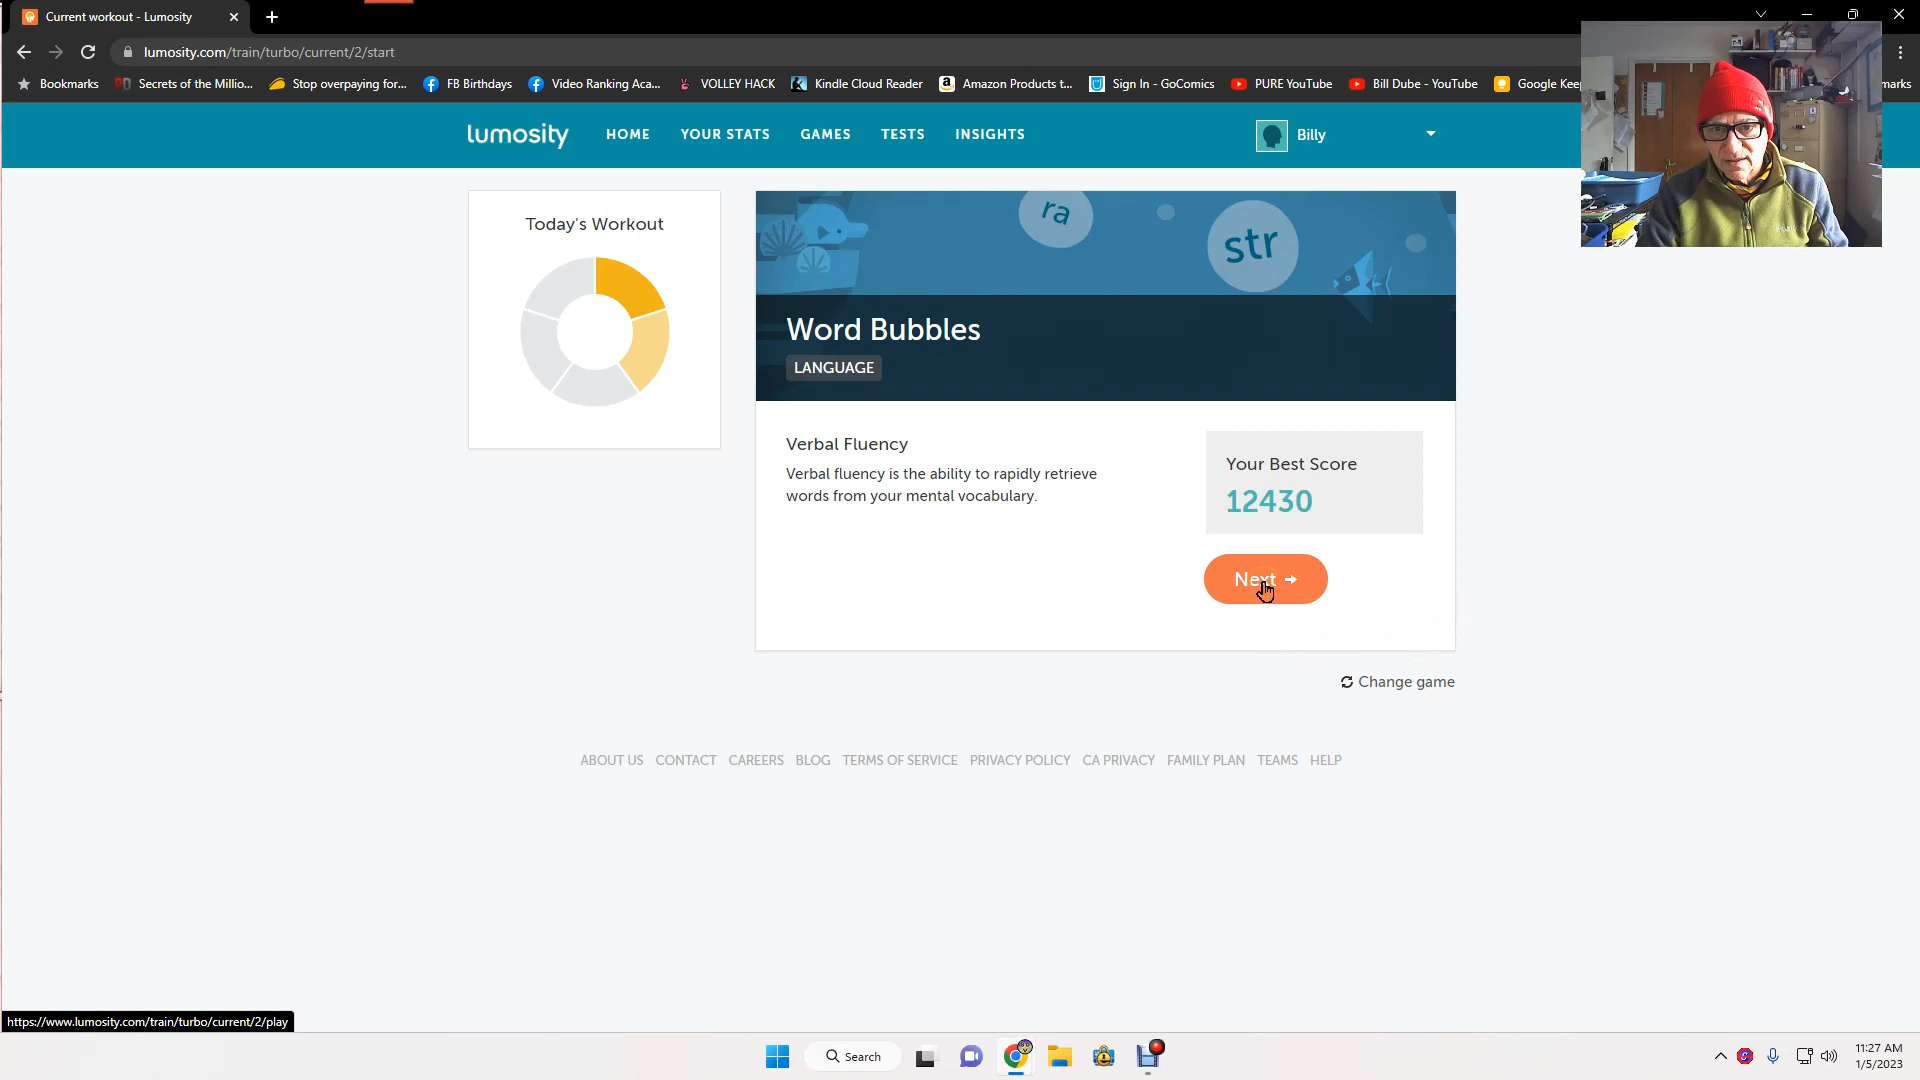 Current workout - Lumosity
lumosity.com/train/turbo/current/2/start
Bookmarks
Secrets of the Millio...
Stop overpaying for...
FB Birthdays
Video Ranking Aca...
VOLLEY HACK
Kindle Cloud Reader
Amazon Products t...
Sign In - GoComics
PURE YouTube
Bill Dube - YouTube
Google Keep
marks
lumosity HOME YOUR STATS GAMES TESTS INSIGHTS Billy
Today's Workout
ra
str
Word Bubbles
LANGUAGE
Verbal Fluency
Verbal fluency is the ability to rapidly retrieve
words from your mental vocabulary.
Your Best Score
12430
Next
Change game
ABOUT US CONTACT CAREERS BLOG TERMS OF SERVICE PRIVACY POLICY CA PRIVACY FAMILY PLAN TEAMS HELP
https://www.lumosity.com/train/turbo/current/2/play
Search
11:27 AM
1/5/2023